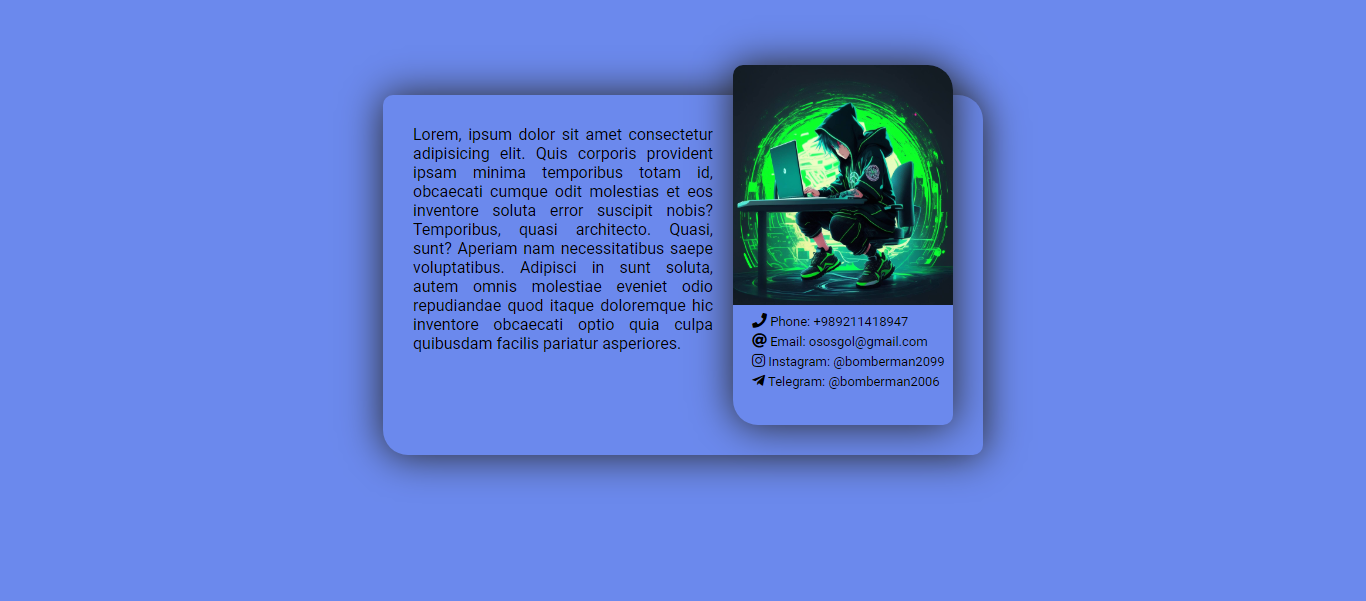 Lorem, ipsum dolor sit amet consectetur
adipisicing elit. Quis corporis provident
ipsam minima temporibus totam id,
obcaecati cumque odit molestias et eos
inventore soluta error suscipit nobis?
Temporibus, quasi architecto. Quasi,
sunt? Aperiam nam necessitatibus saepe
voluptatibus. Adipisci in sunt soluta,
autem omnis molestiae eveniet odio
repudiandae quod itaque doloremque hic
inventore obcaecati optio quia culpa
quibusdam facilis pariatur asperiores.
Phone: +989211418947
Email: ososgol@gmail.com
Instagram: @bomberman2099
Telegram: @bomberman2006